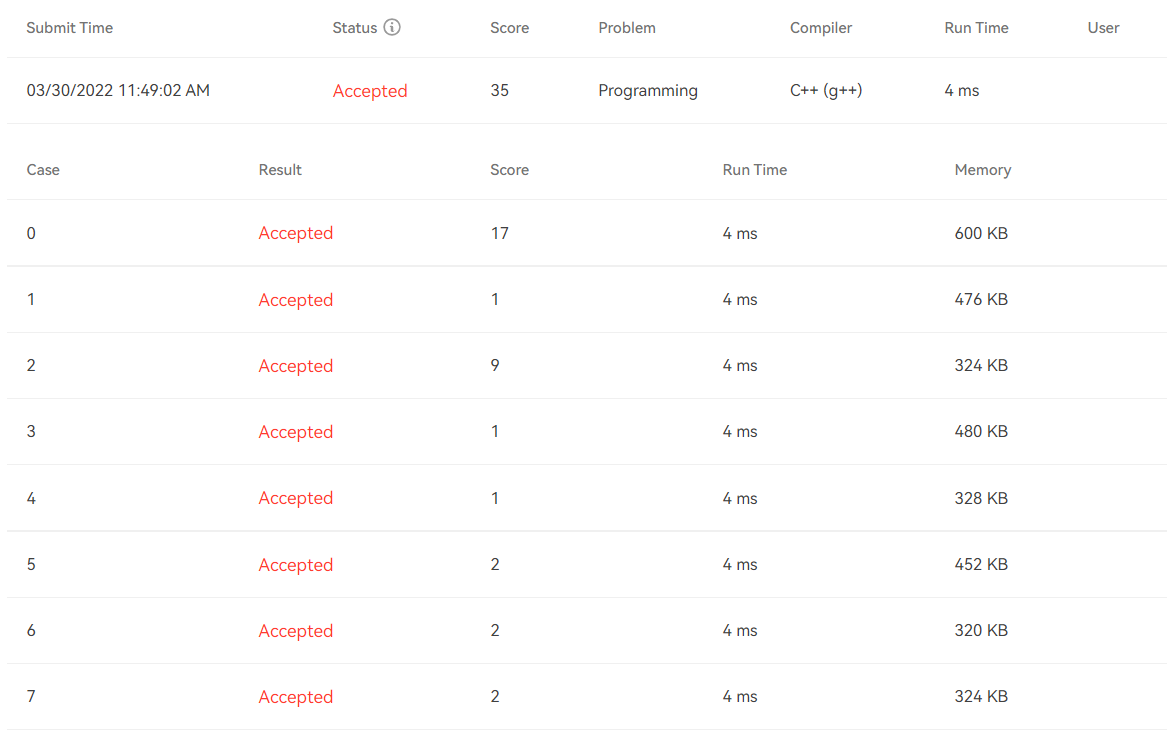 Submit Time Status Score Problem Compiler Run Time User
03/30/2022 11:49:02 AM Accepted 35 Programming C++ (g++) 4 ms
Case Result Score Run Time Memory
0 Accepted 17 4 ms 600 KB
1 Accepted 1 4 ms 476 KB
2 Accepted 9 4 ms 324 KB
3 Accepted 1 4 ms 480 KB
4 Accepted 1 4 ms 328 KB
5 Accepted 2 4 ms 452 KB
6 Accepted 2 4 ms 320 KB
7 Accepted 2 4 ms 324 KB